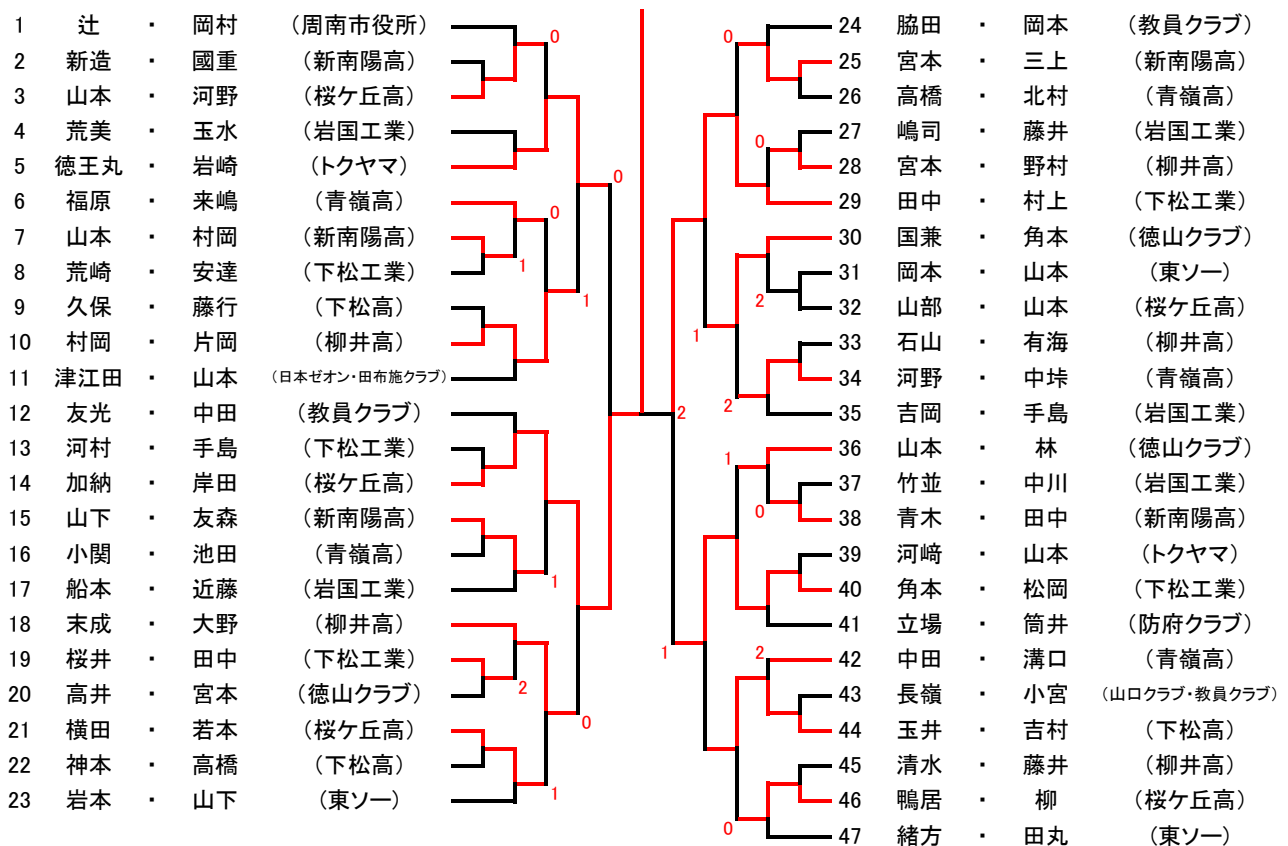 1 辻 ・ 岡村 (周南市役所)
2 新造 ・ 國重 (新南陽高)
3 山本 ・ 河野 (桜ケ丘高)
4 荒美 ・ 玉水 (岩国工業)
5 徳王丸 ・ 岩崎 (トクヤマ)
6 福原 ・ 来嶋 (青嶺高)
7 山本 ・ 村岡 (新南陽高)
8 荒崎 ・ 安達 (下松工業)
9 久保 ・ 藤行 (下松高)
10 村岡 ・ 片岡 (柳井高)
11 津江田 ・ 山本 (日本ゼオン・田布施クラブ)
12 友光 ・ 中田 (教員クラブ)
13 河村 ・ 手島 (下松工業)
14 加納 ・ 岸田 (桜ケ丘高)
15 山下 ・ 友森 (新南陽高)
16 小関 ・ 池田 (青嶺高)
17 船本 ・ 近藤 (岩国工業)
18 末成 ・ 大野 (柳井高)
19 桜井 ・ 田中 (下松工業)
20 高井 ・ 宮本 (徳山クラブ)
21 横田 ・ 若本 (桜ケ丘高)
22 神本 ・ 高橋 (下松高)
23 岩本 ・ 山下 (東ソー)
0
0
0
1
1
1
2
0
1
2
0
0
2
1
2
1
0
1
2
0
24 脇田 ・ 岡本 (教員クラブ)
25 宮本 ・ 三上 (新南陽高)
26 高橋 ・ 北村 (青嶺高)
27 嶋司 ・ 藤井 (岩国工業)
28 宮本 ・ 野村 (柳井高)
29 田中 ・ 村上 (下松工業)
30 国兼 ・ 角本 (徳山クラブ)
31 岡本 ・ 山本 (東ソー)
32 山部 ・ 山本 (桜ケ丘高)
33 石山 ・ 有海 (柳井高)
34 河野 ・ 中垰 (青嶺高)
35 吉岡 ・ 手島 (岩国工業)
36 山本 ・ 林 (徳山クラブ)
37 竹並 ・ 中川 (岩国工業)
38 青木 ・ 田中 (新南陽高)
39 河﨑 ・ 山本 (トクヤマ)
40 角本 ・ 松岡 (下松工業)
41 立場 ・ 筒井 (防府クラブ)
42 中田 ・ 溝口 (青嶺高)
43 長嶺 ・ 小宮 (山口クラブ・教員クラブ)
44 玉井 ・ 吉村 (下松高)
45 清水 ・ 藤井 (柳井高)
46 鴨居 ・ 柳 (桜ケ丘高)
47 緒方 ・ 田丸 (東ソー)